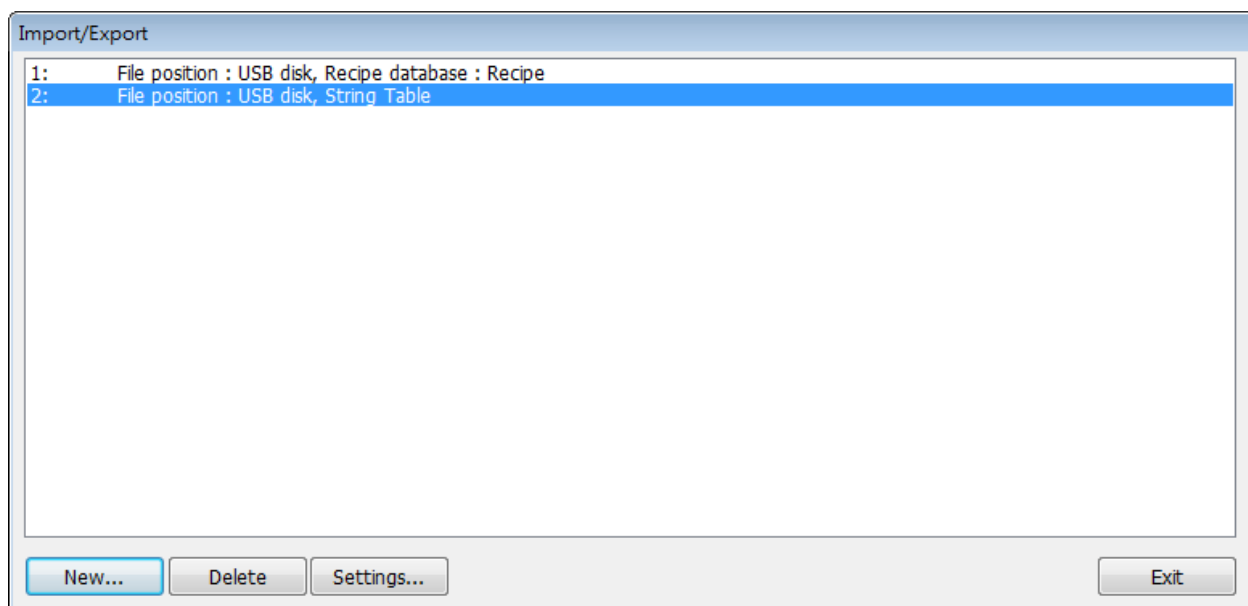 Import/Export
1: File position : USB disk, Recipe database : Recipe
2: File position : USB disk, String Table
New... Delete Settings... Exit